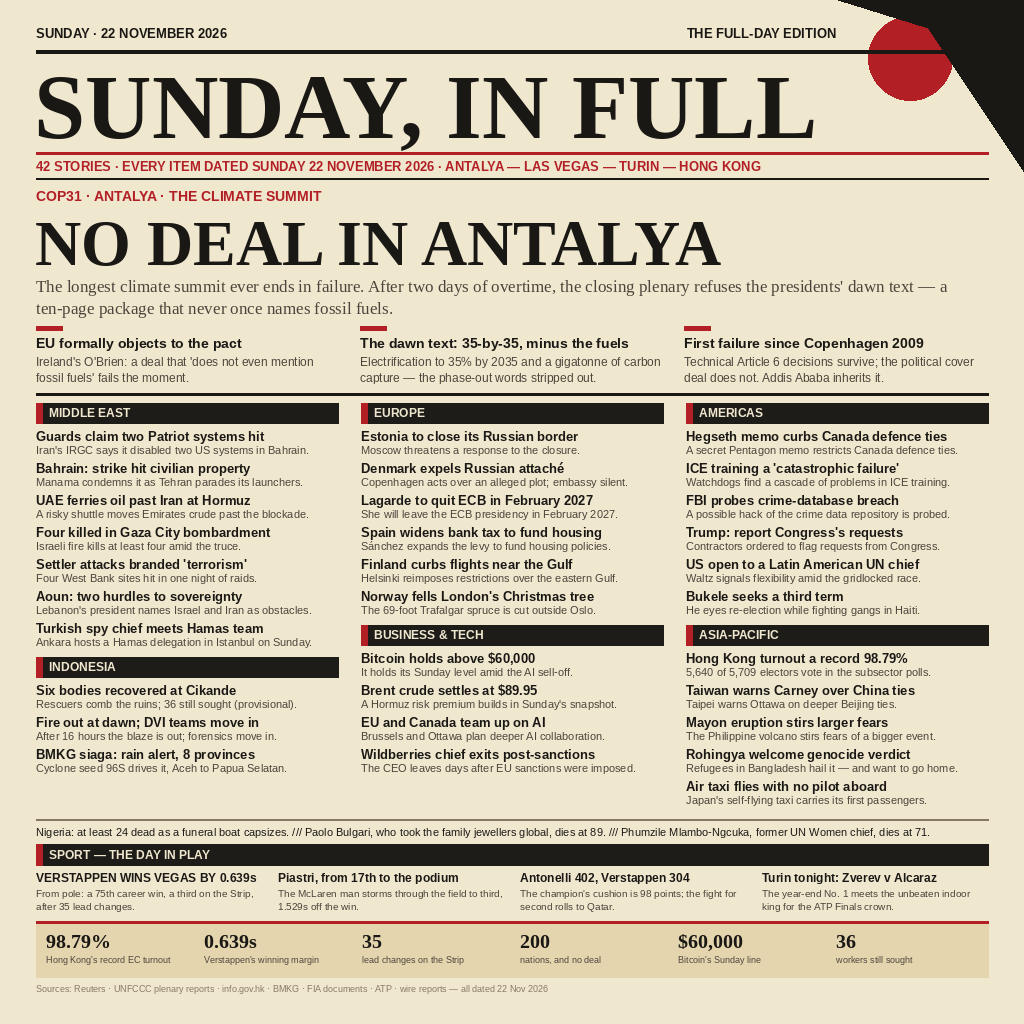 SUNDAY · 22 NOVEMBER 2026
THE FULL-DAY EDITION
SUNDAY, IN FULL
42 STORIES · EVERY ITEM DATED SUNDAY 22 NOVEMBER 2026 · ANTALYA — LAS VEGAS — TURIN — HONG KONG
COP31 · ANTALYA · THE CLIMATE SUMMIT
NO DEAL IN ANTALYA
The longest climate summit ever ends in failure. After two days of overtime, the closing plenary refuses the presidents' dawn text — a
ten-page package that never once names fossil fuels.
EU formally objects to the pact
Ireland's O'Brien: a deal that 'does not even mention
fossil fuels' fails the moment.
The dawn text: 35-by-35, minus the fuels
Electrification to 35% by 2035 and a gigatonne of carbon
capture — the phase-out words stripped out.
First failure since Copenhagen 2009
Technical Article 6 decisions survive; the political cover
deal does not. Addis Ababa inherits it.
MIDDLE EAST
Guards claim two Patriot systems hit
Iran's IRGC says it disabled two US systems in Bahrain.
Bahrain: strike hit civilian property
Manama condemns it as Tehran parades its launchers.
UAE ferries oil past Iran at Hormuz
A risky shuttle moves Emirates crude past the blockade.
Four killed in Gaza City bombardment
Israeli fire kills at least four amid the truce.
Settler attacks branded 'terrorism'
Four West Bank sites hit in one night of raids.
Aoun: two hurdles to sovereignty
Lebanon's president names Israel and Iran as obstacles.
Turkish spy chief meets Hamas team
Ankara hosts a Hamas delegation in Istanbul on Sunday.
INDONESIA
Six bodies recovered at Cikande
Rescuers comb the ruins; 36 still sought (provisional).
Fire out at dawn; DVI teams move in
After 16 hours the blaze is out; forensics move in.
BMKG siaga: rain alert, 8 provinces
Cyclone seed 96S drives it, Aceh to Papua Selatan.
EUROPE
Estonia to close its Russian border
Moscow threatens a response to the closure.
Denmark expels Russian attaché
Copenhagen acts over an alleged plot; embassy silent.
Lagarde to quit ECB in February 2027
She will leave the ECB presidency in February 2027.
Spain widens bank tax to fund housing
Sánchez expands the levy to fund housing policies.
Finland curbs flights near the Gulf
Helsinki reimposes restrictions over the eastern Gulf.
Norway fells London's Christmas tree
The 69-foot Trafalgar spruce is cut outside Oslo.
BUSINESS & TECH
Bitcoin holds above $60,000
It holds its Sunday level amid the AI sell-off.
Brent crude settles at $89.95
A Hormuz risk premium builds in Sunday's snapshot.
EU and Canada team up on AI
Brussels and Ottawa plan deeper AI collaboration.
Wildberries chief exits post-sanctions
The CEO leaves days after EU sanctions were imposed.
AMERICAS
Hegseth memo curbs Canada defence ties
A secret Pentagon memo restricts Canada defence ties.
ICE training a 'catastrophic failure'
Watchdogs find a cascade of problems in ICE training.
FBI probes crime-database breach
A possible hack of the crime data repository is probed.
Trump: report Congress's requests
Contractors ordered to flag requests from Congress.
US open to a Latin American UN chief
Waltz signals flexibility amid the gridlocked race.
Bukele seeks a third term
He eyes re-election while fighting gangs in Haiti.
ASIA-PACIFIC
Hong Kong turnout a record 98.79%
5,640 of 5,709 electors vote in the subsector polls.
Taiwan warns Carney over China ties
Taipei warns Ottawa on deeper Beijing ties.
Mayon eruption stirs larger fears
The Philippine volcano stirs fears of a bigger event.
Rohingya welcome genocide verdict
Refugees in Bangladesh hail it — and want to go home.
Air taxi flies with no pilot aboard
Japan's self-flying taxi carries its first passengers.
Nigeria: at least 24 dead as a funeral boat capsizes. /// Paolo Bulgari, who took the family jewellers global, dies at 89. /// Phumzile Mlambo-Ngcuka, former UN Women chief, dies at 71.
SPORT — THE DAY IN PLAY
VERSTAPPEN WINS VEGAS BY 0.639s
From pole: a 75th career win, a third on the Strip,
after 35 lead changes.
Piastri, from 17th to the podium
The McLaren man storms through the field to third,
1.529s off the win.
Antonelli 402, Verstappen 304
The champion's cushion is 98 points; the fight for
second rolls to Qatar.
Turin tonight: Zverev v Alcaraz
The year-end No. 1 meets the unbeaten indoor
king for the ATP Finals crown.
98.79%
Hong Kong's record EC turnout
0.639s
Verstappen's winning margin
35
lead changes on the Strip
200
nations, and no deal
$60,000
Bitcoin's Sunday line
36
workers still sought
Sources: Reuters · UNFCCC plenary reports · info.gov.hk · BMKG · FIA documents · ATP · wire reports — all dated 22 Nov 2026